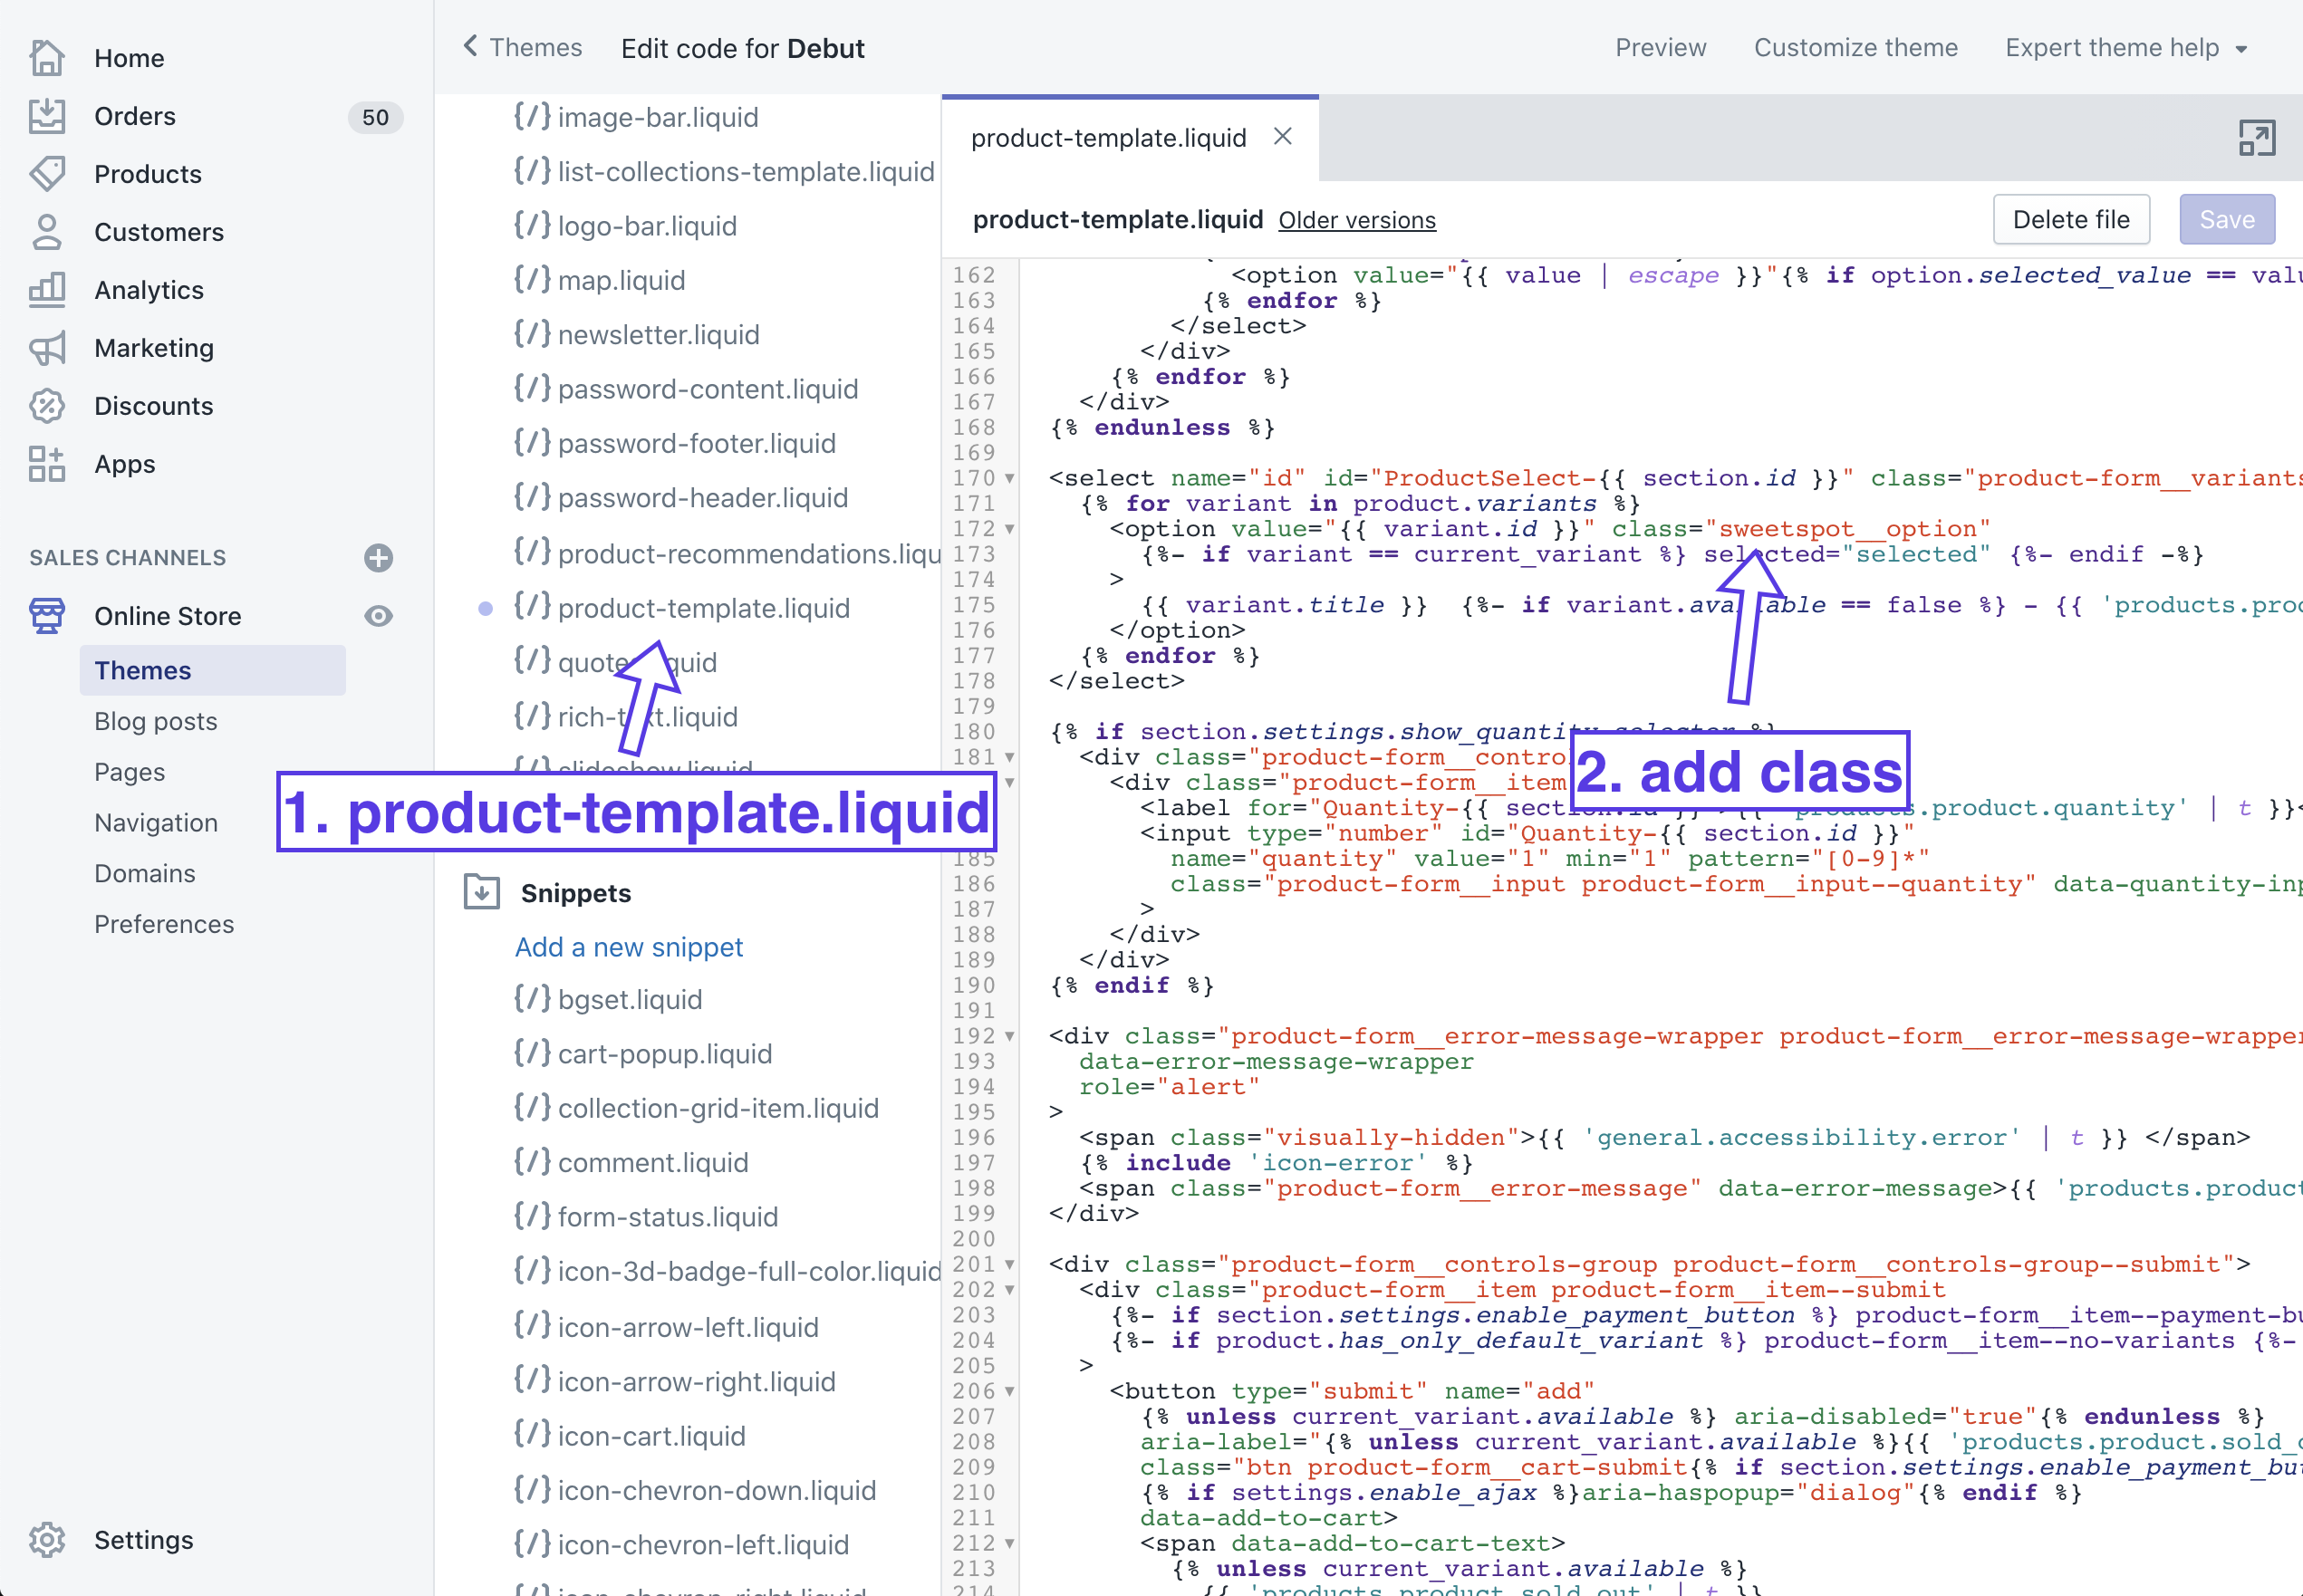 Home
Orders 50
Products
Customers
Analytics
Marketing
Discounts
Apps
SALES CHANNELS
Online Store
Themes
Blog posts
Pages
Navigation
Domains
Preferences
Settings
Themes Edit code for Debut
Preview Customize theme Expert theme help
image-bar.liquid
list-collections-template.liquid
logo-bar.liquid
map.liquid
newsletter.liquid
password-content.liquid
password-footer.liquid
password-header.liquid
product-recommendations.liqu
product-template.liquid
quote liquid
rich-text.liquid
slideshow.liquid
1. product-template.liquid
Snippets
Add a new snippet
bgset.liquid
cart-popup.liquid
collection-grid-item.liquid
comment.liquid
form-status.liquid
icon-3d-badge-full-color.liquid
icon-arrow-left.liquid
icon-arrow-right.liquid
icon-cart.liquid
icon-chevron-down.liquid
icon-chevron-left.liquid
icon-chevron-right.liquid
product-template.liquid
product-template.liquid Older versions
Delete file Save
162 <option value="{{ value | escape }}"{% if option.selected_value == valu
163 {% endfor %}
164 </select>
165 </div>
166 {% endfor %}
167 </div>
168 {% endunless %}
169
170 <select name="id" id="ProductSelect-{{ section.id }}" class="product-form__variants
171 {% for variant in product.variants %}
172 <option value="{{ variant.id }}" class="sweetspot__option"
173 {%- if variant == current_variant %} selected="selected" {%- endif -%}
174 >
175 {{ variant.title }} {%- if variant.available == false %} - {{ 'products.prod
176 </option>
177 {% endfor %}
178 </select>
179
180 {% if section.settings.show_quantity_selector %}
181 <div class="product-form__contro
<div class="product-form__item
2. add class
<label for="Quantity-{{ section.id }}">{{ 'products.product.quantity' | t }}<
<input type="number" id="Quantity-{{ section.id }}"
185 name="quantity" value="1" min="1" pattern="[0-9]*"
186 class="product-form__input product-form__input--quantity" data-quantity-inp
187 >
188 </div>
189 </div>
190 {% endif %}
191
192 <div class="product-form__error-message-wrapper product-form__error-message-wrapper
193 data-error-message-wrapper
194 role="alert"
195 >
196 <span class="visually-hidden">{{ 'general.accessibility.error' | t }} </span>
197 {% include 'icon-error' %}
198 <span class="product-form__error-message" data-error-message>{{ 'products.product
199 </div>
200
201 <div class="product-form__controls-group product-form__controls-group--submit">
202 <div class="product-form__item product-form__item--submit
203 {%- if section.settings.enable_payment_button %} product-form__item--payment-bu
204 {%- if product.has_only_default_variant %} product-form__item--no-variants {%-
205 >
206 <button type="submit" name="add"
207 {% unless current_variant.available %} aria-disabled="true"{% endunless %}
208 aria-label="{% unless current_variant.available %}{{ 'products.product.sold_o
209 class="btn product-form__cart-submit{% if section.settings.enable_payment_but
210 {% if settings.enable_ajax %}aria-haspopup="dialog"{% endif %}
211 data-add-to-cart>
212 <span data-add-to-cart-text>
213 {% unless current_variant.available %}
214 {{ 'products.product.sold_out' | t }}